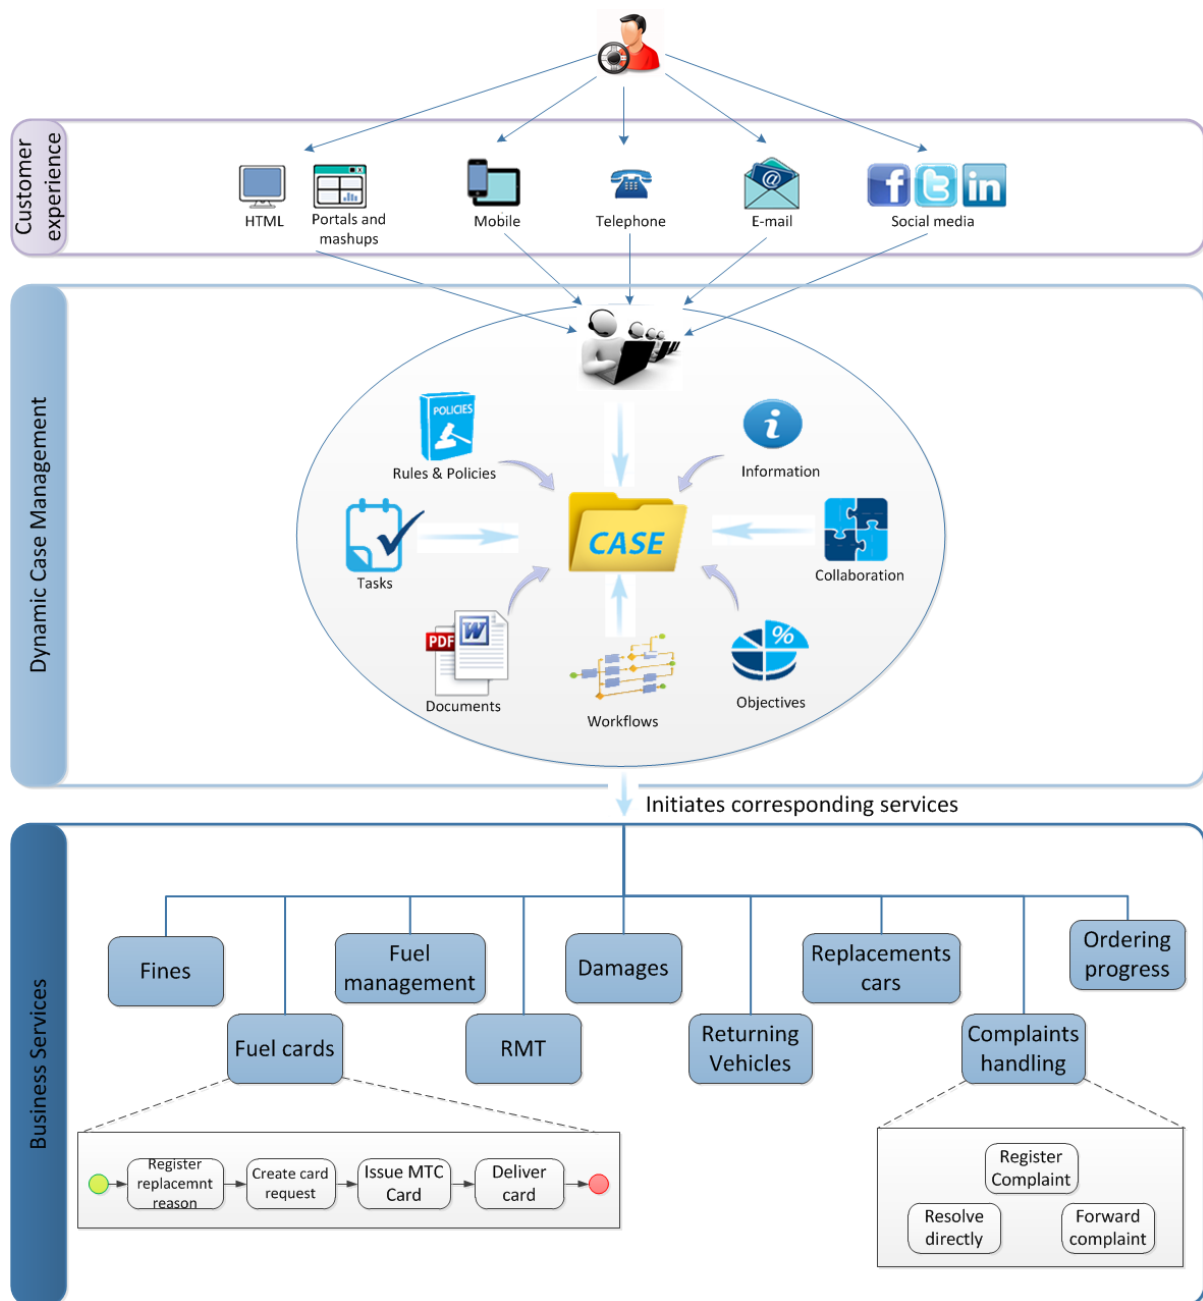 Customer
experience
HTML
Portals and
mashups
Mobile
Telephone
@
E-mail
f
t
in
Social media
Dynamic Case Management
POLICIES
Rules & Policies
i
Information
Tasks
CASE
Collaboration
PDF
W
Documents
Workflows
%
Objectives
Initiates corresponding services
Business Services
Fines
Fuel
management
Damages
Replacements
cars
Ordering
progress
Fuel cards
RMT
Returning
Vehicles
Complaints
handling
Register
replacemnt
reason
Create card
request
Issue MTC
Card
Deliver
card
Register
Complaint
Resolve
directly
Forward
complaint